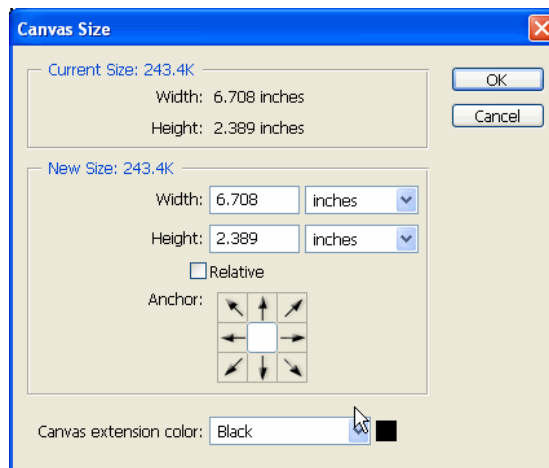 Canvas Size
Current Size: 243.4K
Width: 6.708 inches
Height: 2.389 inches
OK
Cancel
New Size: 243.4K
Width: 6.708 inches
Height: 2.389 inches
Relative
Anchor:
Canvas extension color: Black